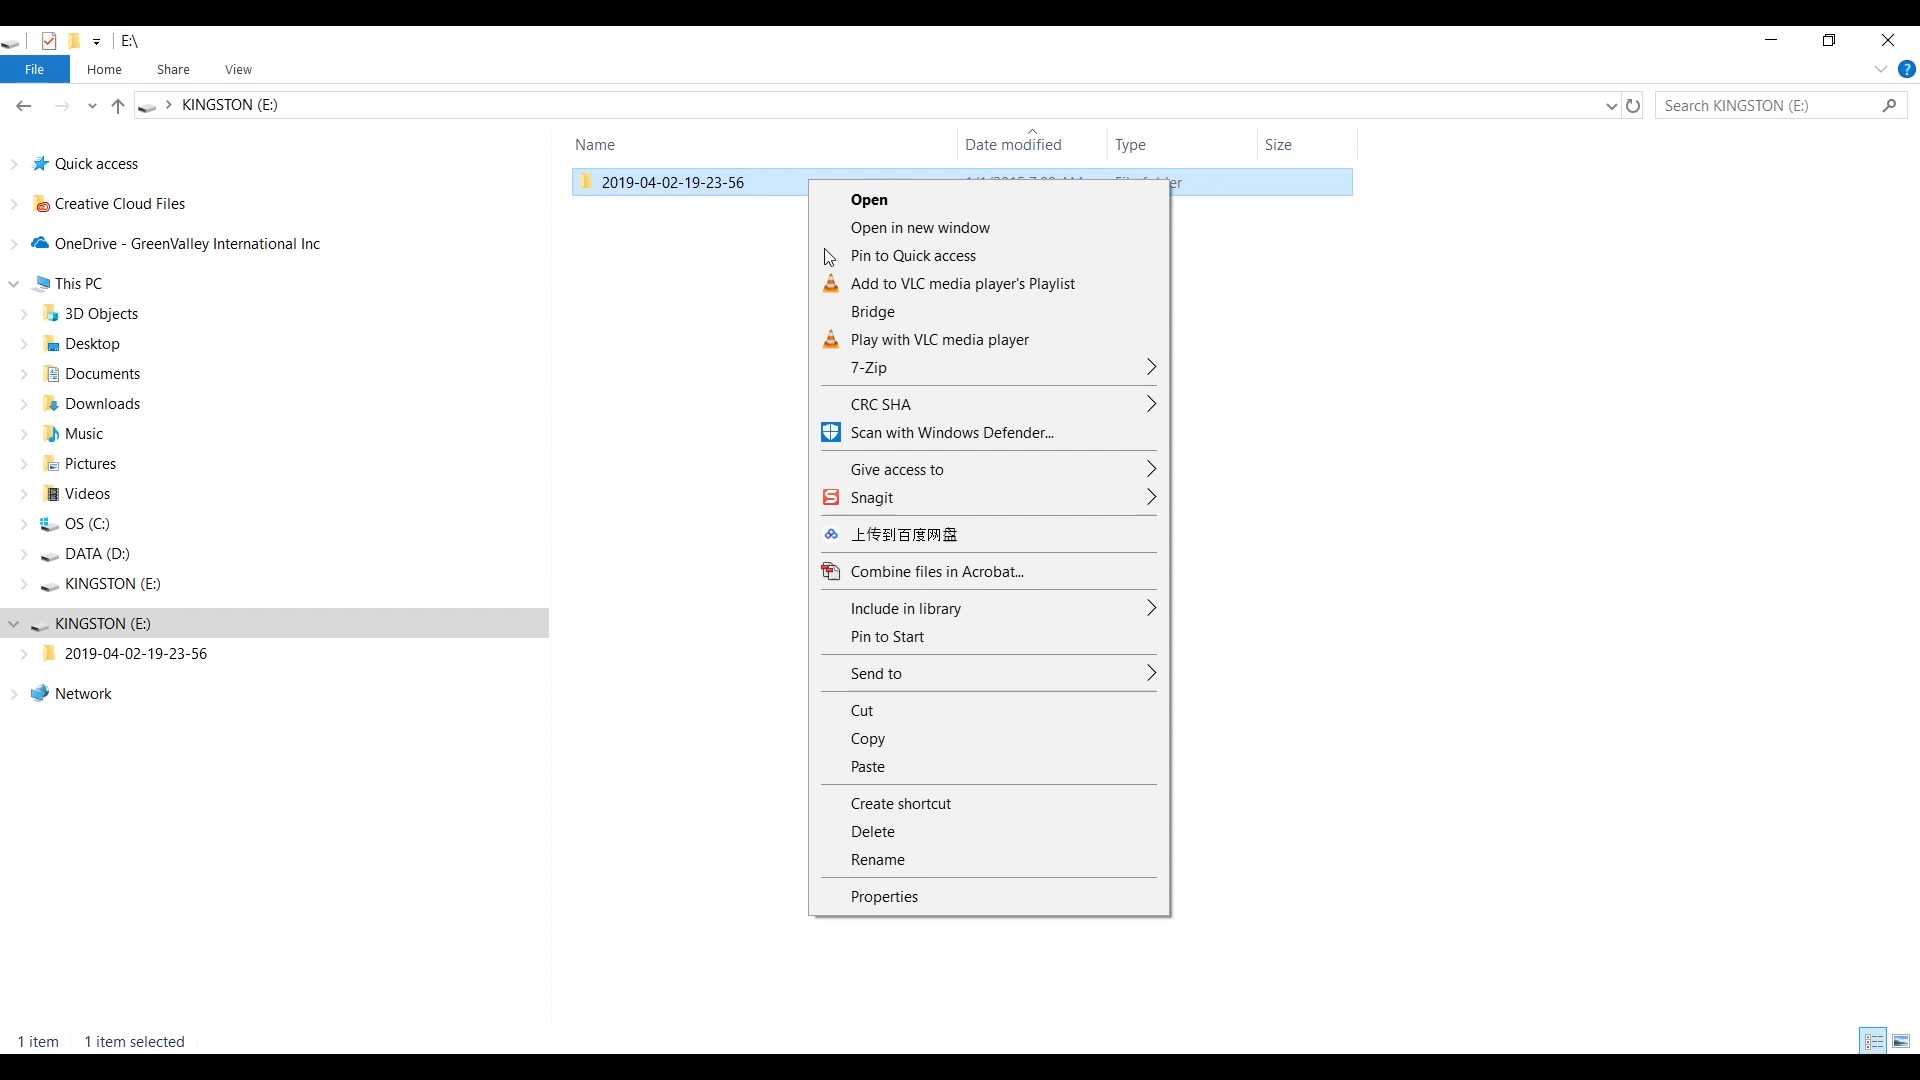 E:\
File Home Share View
KINGSTON (E:)
Search KINGSTON (E:)
Name Date modified Type Size
Quick access
Creative Cloud Files
OneDrive - GreenValley International Inc
This PC
3D Objects
Desktop
Documents
Downloads
Music
Pictures
Videos
OS (C:)
DATA (D:)
KINGSTON (E:)
KINGSTON (E:)
2019-04-02-19-23-56
Network
2019-04-02-19-23-56
Open
Open in new window
Pin to Quick access
Add to VLC media player's Playlist
Bridge
Play with VLC media player
7-Zip
CRC SHA
Scan with Windows Defender...
Give access to
Snagit
上传到百度网盘
Combine files in Acrobat...
Include in library
Pin to Start
Send to
Cut
Copy
Paste
Create shortcut
Delete
Rename
Properties
1 item 1 item selected